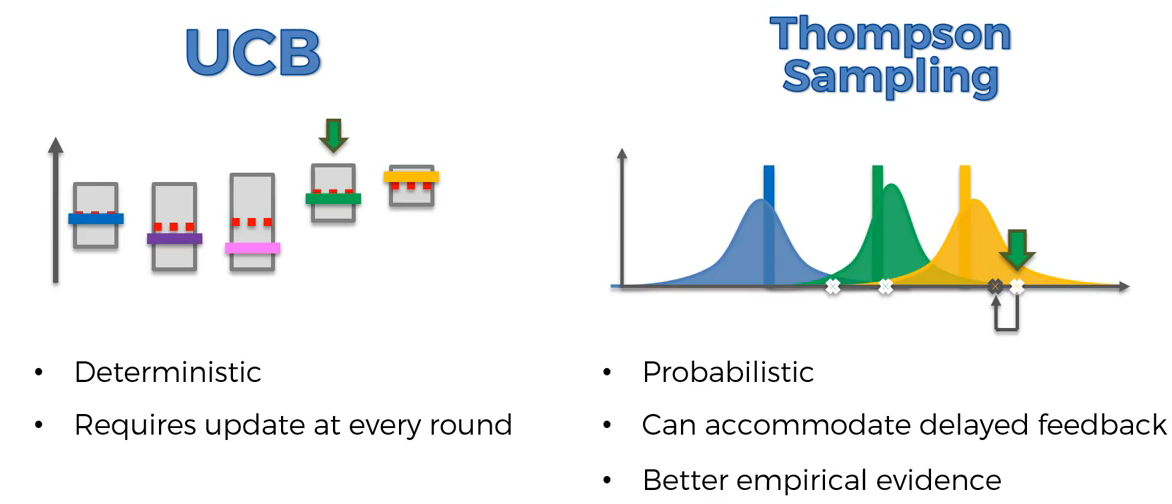 UCB
Thompson
Sampling
• Deterministic
• Requires update at every round
• Probabilistic
• Can accommodate delayed feedback
• Better empirical evidence